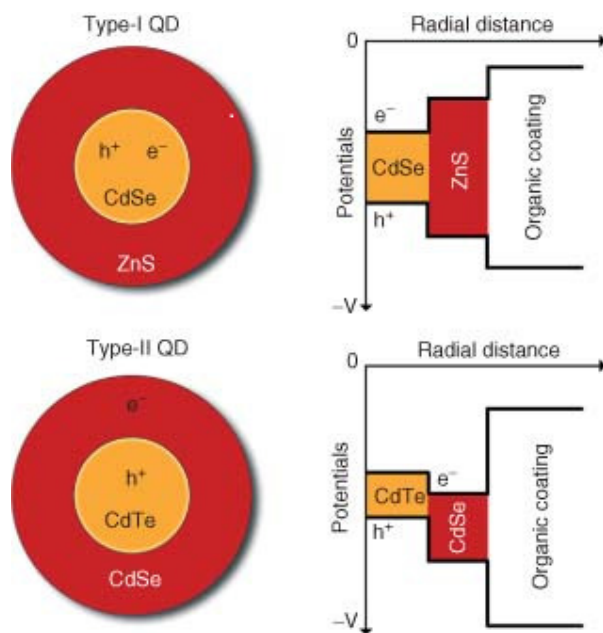 Type-I QD
h⁺ e⁻
CdSe
ZnS
0
Radial distance
Potentials
e⁻
CdSe
h⁺
ZnS
Organic coating
–V
Type-II QD
e⁻
h⁺
CdTe
CdSe
0
Radial distance
Potentials
CdTe
e⁻
h⁺
CdSe
Organic coating
–V